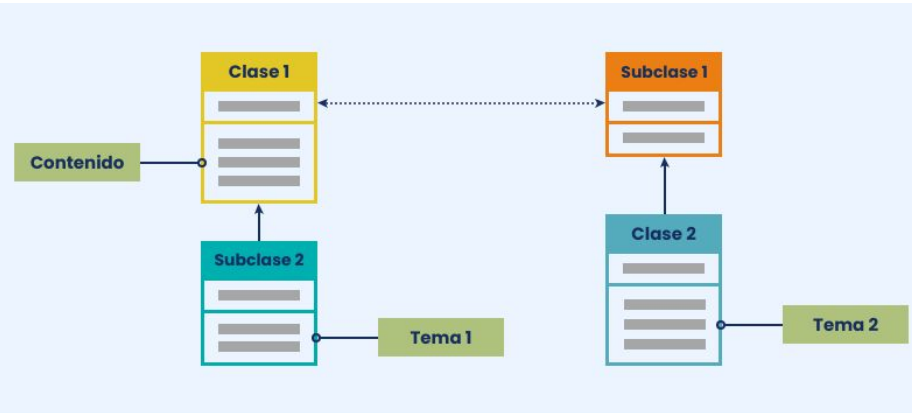 Clase 1
Subclase 1
Contenido
Clase 2
Subclase 2
Tema 1
Tema 2